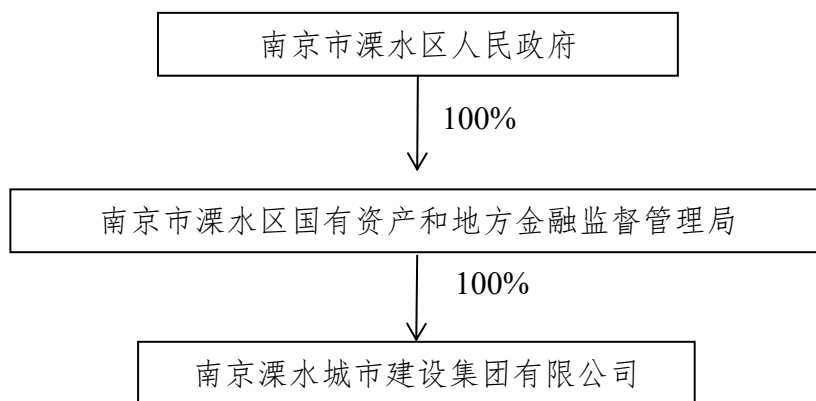 南京市溧水区人民政府
100%
南京市溧水区国有资产和地方金融监督管理局
100%
南京溧水城市建设集团有限公司